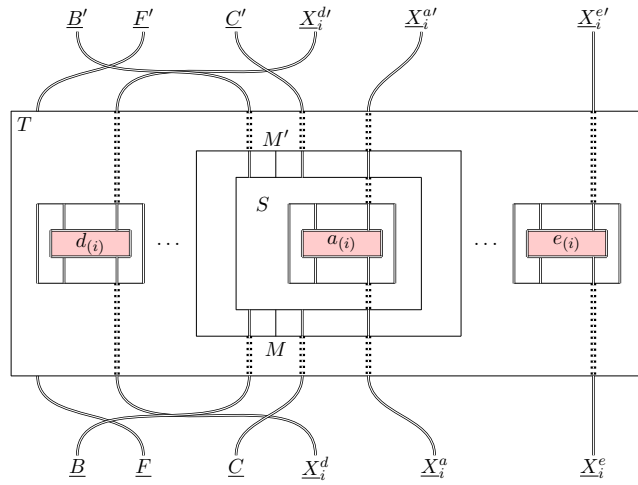 B′ F′ C′ X_i^{d′} X_i^{a′} X_i^{e′}
T
M′
S
d_{(i)} ... a_{(i)} ... e_{(i)}
M
B F C X_i^d X_i^a X_i^e